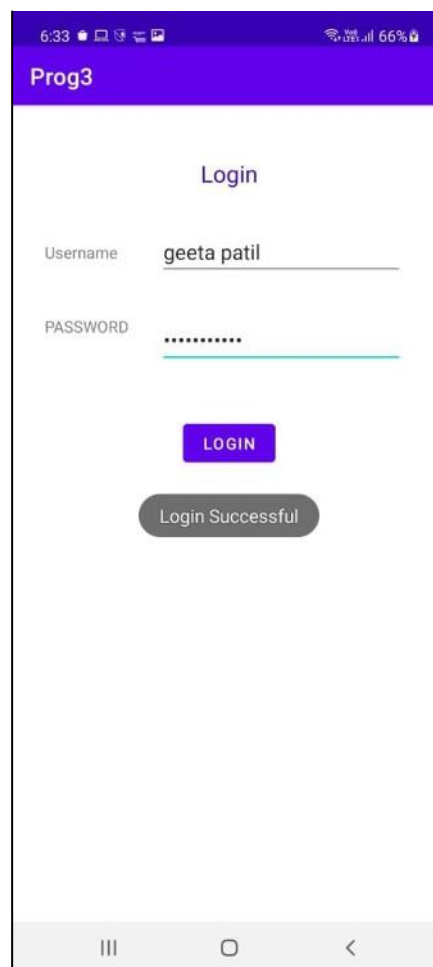 6:33 66%
Prog3
Login
Username geeta patil
PASSWORD •••••••••••
LOGIN
Login Successful